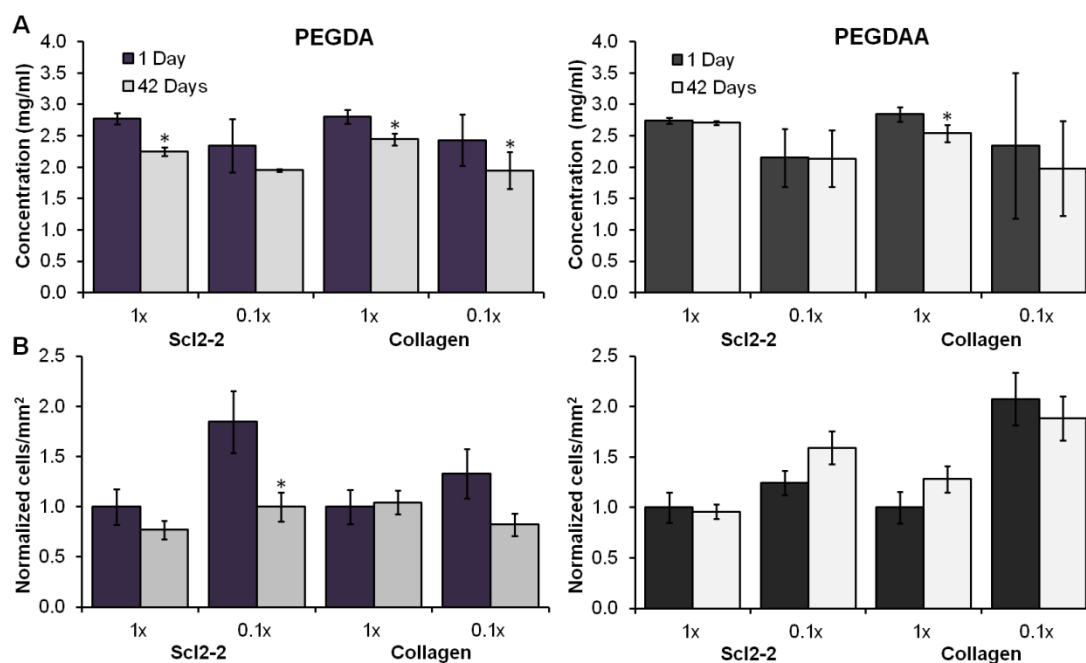 A
PEGDA
Concentration (mg/ml)
4.0
3.5
3.0
2.5
2.0
1.5
1.0
0.5
0.0
1 Day
42 Days
*
*
*
1x
0.1x
1x
0.1x
Scl2-2
Collagen
PEGDAA
Concentration (mg/ml)
4.0
3.5
3.0
2.5
2.0
1.5
1.0
0.5
0.0
1 Day
42 Days
*
1x
0.1x
1x
0.1x
Scl2-2
Collagen
B
Normalized cells/mm²
2.5
2.0
1.5
1.0
0.5
0.0
*
1x
0.1x
1x
0.1x
Scl2-2
Collagen
Normalized cells/mm²
2.5
2.0
1.5
1.0
0.5
0.0
1x
0.1x
1x
0.1x
Scl2-2
Collagen